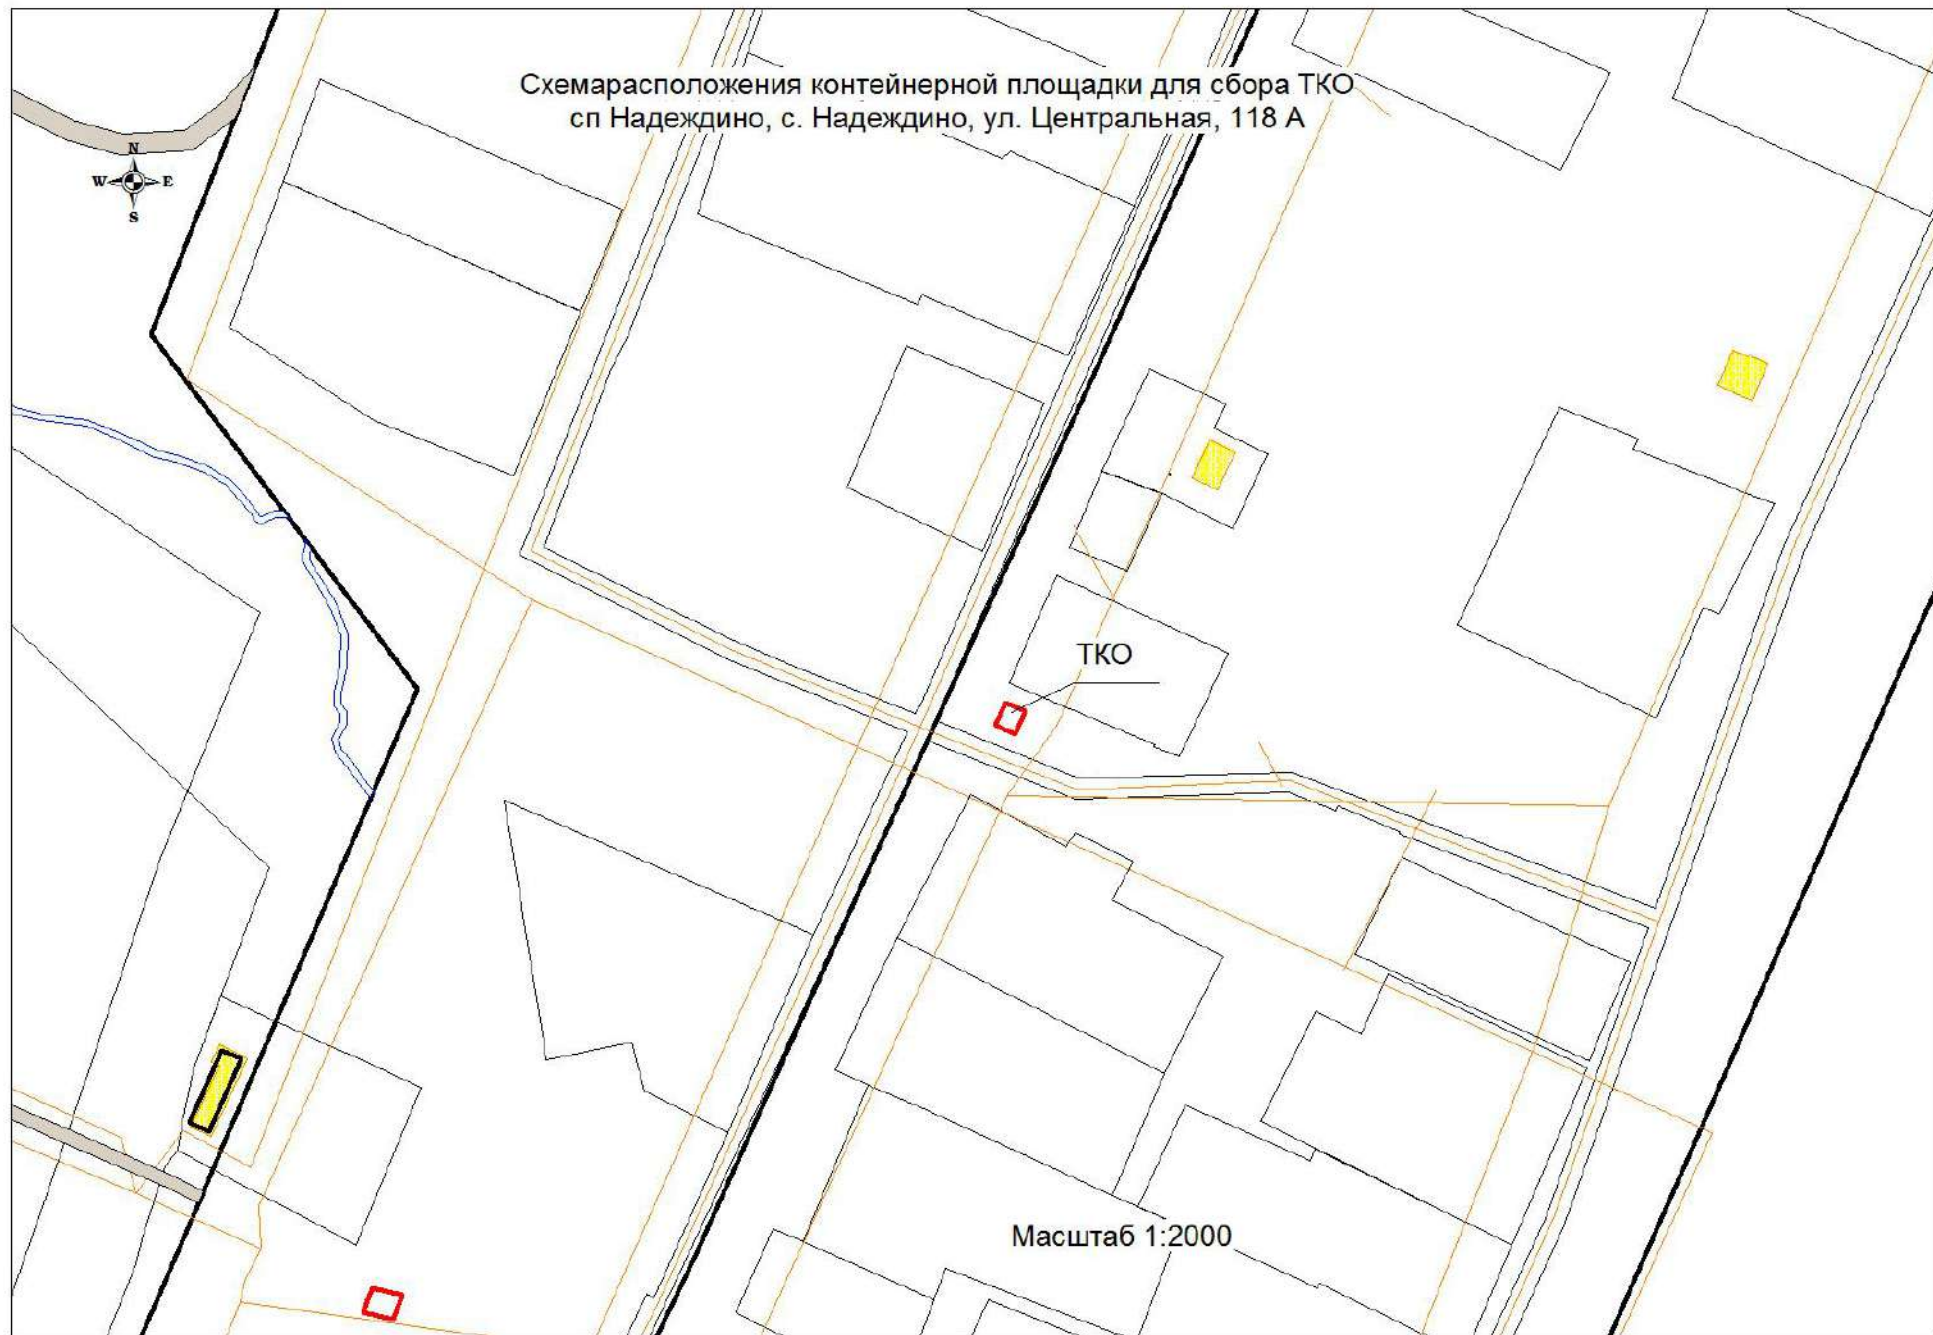 Схемарасположения контейнерной площадки для сбора ТКО
сп Надеждино, с. Надеждино, ул. Центральная, 118 А
N
W E
S
ТКО
Масштаб 1:2000